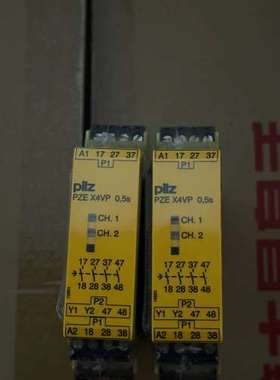 A1 17 27 37
P1
pilz
PZE X4VP 0,5s
CH. 1
CH. 2
17 27 37 47
18 28 38 48
P2
Y1 Y2 47 48
P1
A2 18 28 38
A1 17 27 37
P1
pilz
PZE X4VP 0,5s
CH. 1
CH. 2
17 27 37 47
18 28 38 48
P2
Y1 Y2 47 48
P1
A2 18 28 38